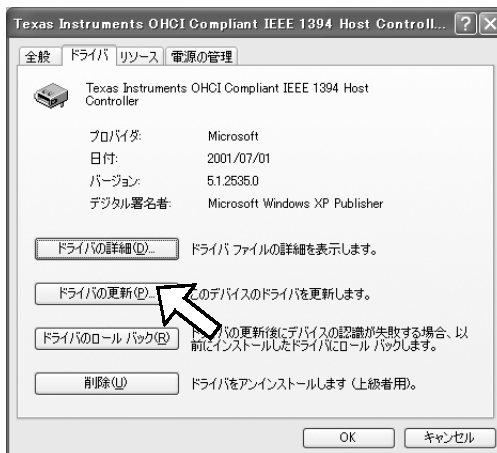 Texas Instruments OHCI Compliant IEEE 1394 Host Controll...
全般 ドライバ リソース 電源の管理
Texas Instruments OHCI Compliant IEEE 1394 Host
Controller
プロバイダ: Microsoft
日付: 2001/07/01
バージョン: 5.1.2535.0
デジタル署名者: Microsoft Windows XP Publisher
ドライバの詳細(D)... ドライバ ファイルの詳細を表示します。
ドライバの更新(P)... このデバイスのドライバを更新します。
ドライバのロール バック(R) ドライバの更新後にデバイスの認識が失敗する場合、以
前にインストールしたドライバにロール バックします。
削除(U) ドライバをアンインストールします (上級者用)。
OK キャンセル